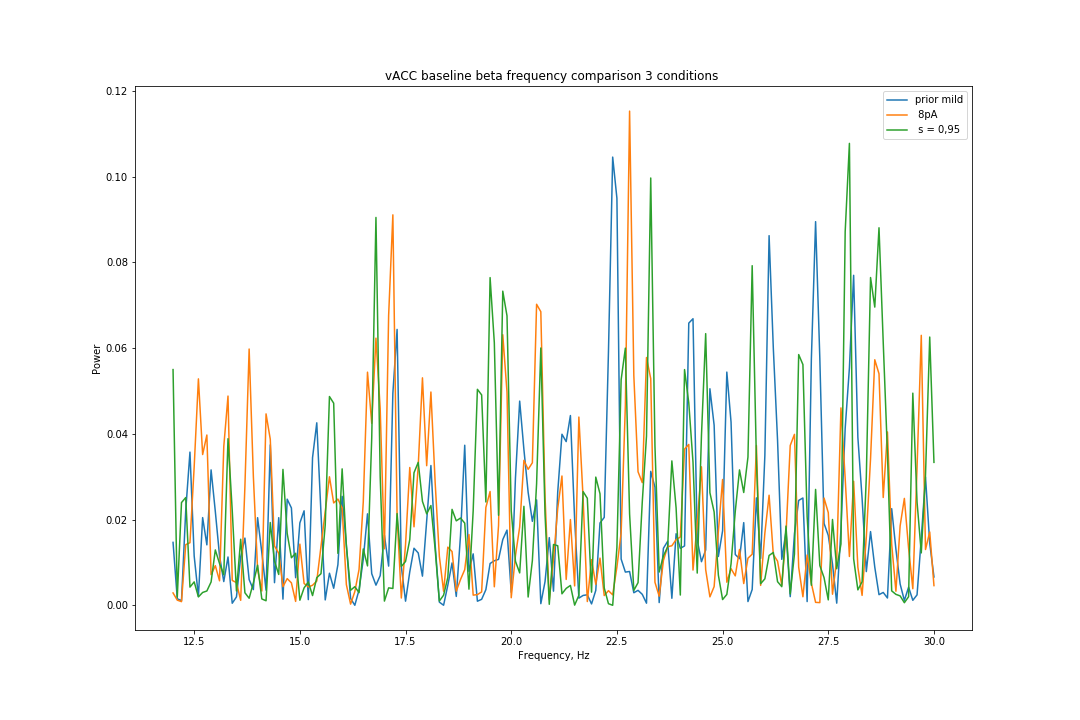 vACC baseline beta frequency comparison 3 conditions
prior mild
8pA
s = 0,95
0.12
0.10
0.08
0.06
0.04
0.02
0.00
Power
12.5 15.0 17.5 20.0 22.5 25.0 27.5 30.0
Frequency, Hz